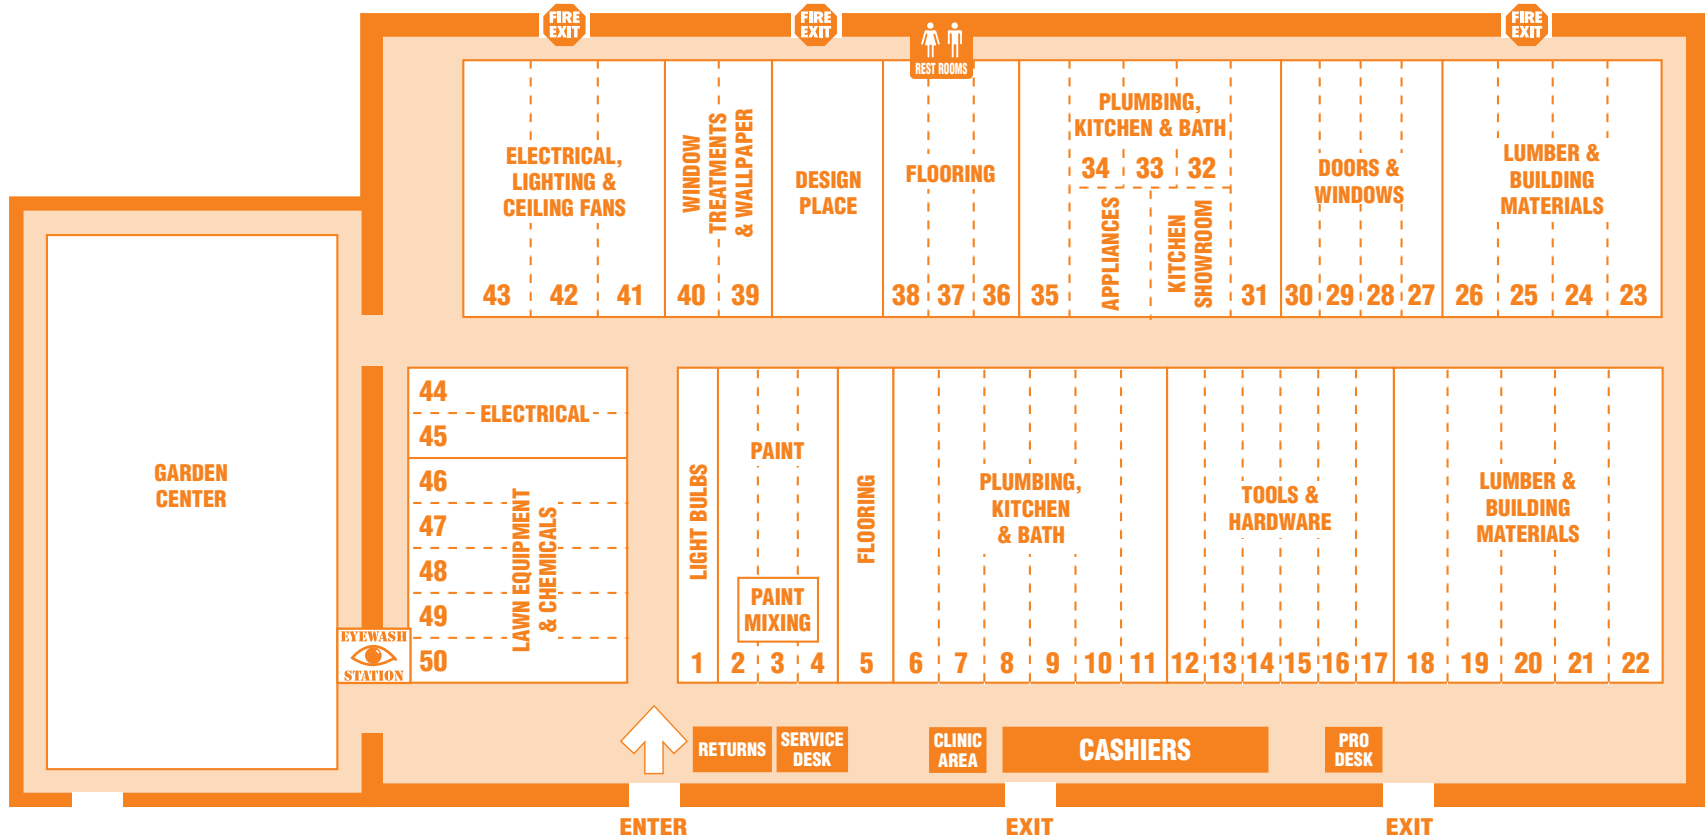 FIRE
EXIT
FIRE
EXIT
FIRE
EXIT
REST ROOMS
ELECTRICAL,
LIGHTING &
CEILING FANS
43 42 41
WINDOW
TREATMENTS
& WALLPAPER
40 39
DESIGN
PLACE
FLOORING
38 37 36
PLUMBING,
KITCHEN & BATH
34 33 32
APPLIANCES
KITCHEN
SHOWROOM
35 31
DOORS &
WINDOWS
30 29 28 27
LUMBER &
BUILDING
MATERIALS
26 25 24 23
GARDEN
CENTER
44
ELECTRICAL
45
46
47
48
49
50
LAWN EQUIPMENT
& CHEMICALS
EYEWASH
STATION
LIGHT BULBS
1
PAINT
PAINT
MIXING
2 3 4
FLOORING
5
PLUMBING,
KITCHEN
& BATH
6 7 8 9 10 11
TOOLS &
HARDWARE
12 13 14 15 16 17
LUMBER &
BUILDING
MATERIALS
18 19 20 21 22
RETURNS
SERVICE
DESK
CLINIC
AREA
CASHIERS
PRO
DESK
ENTER
EXIT
EXIT